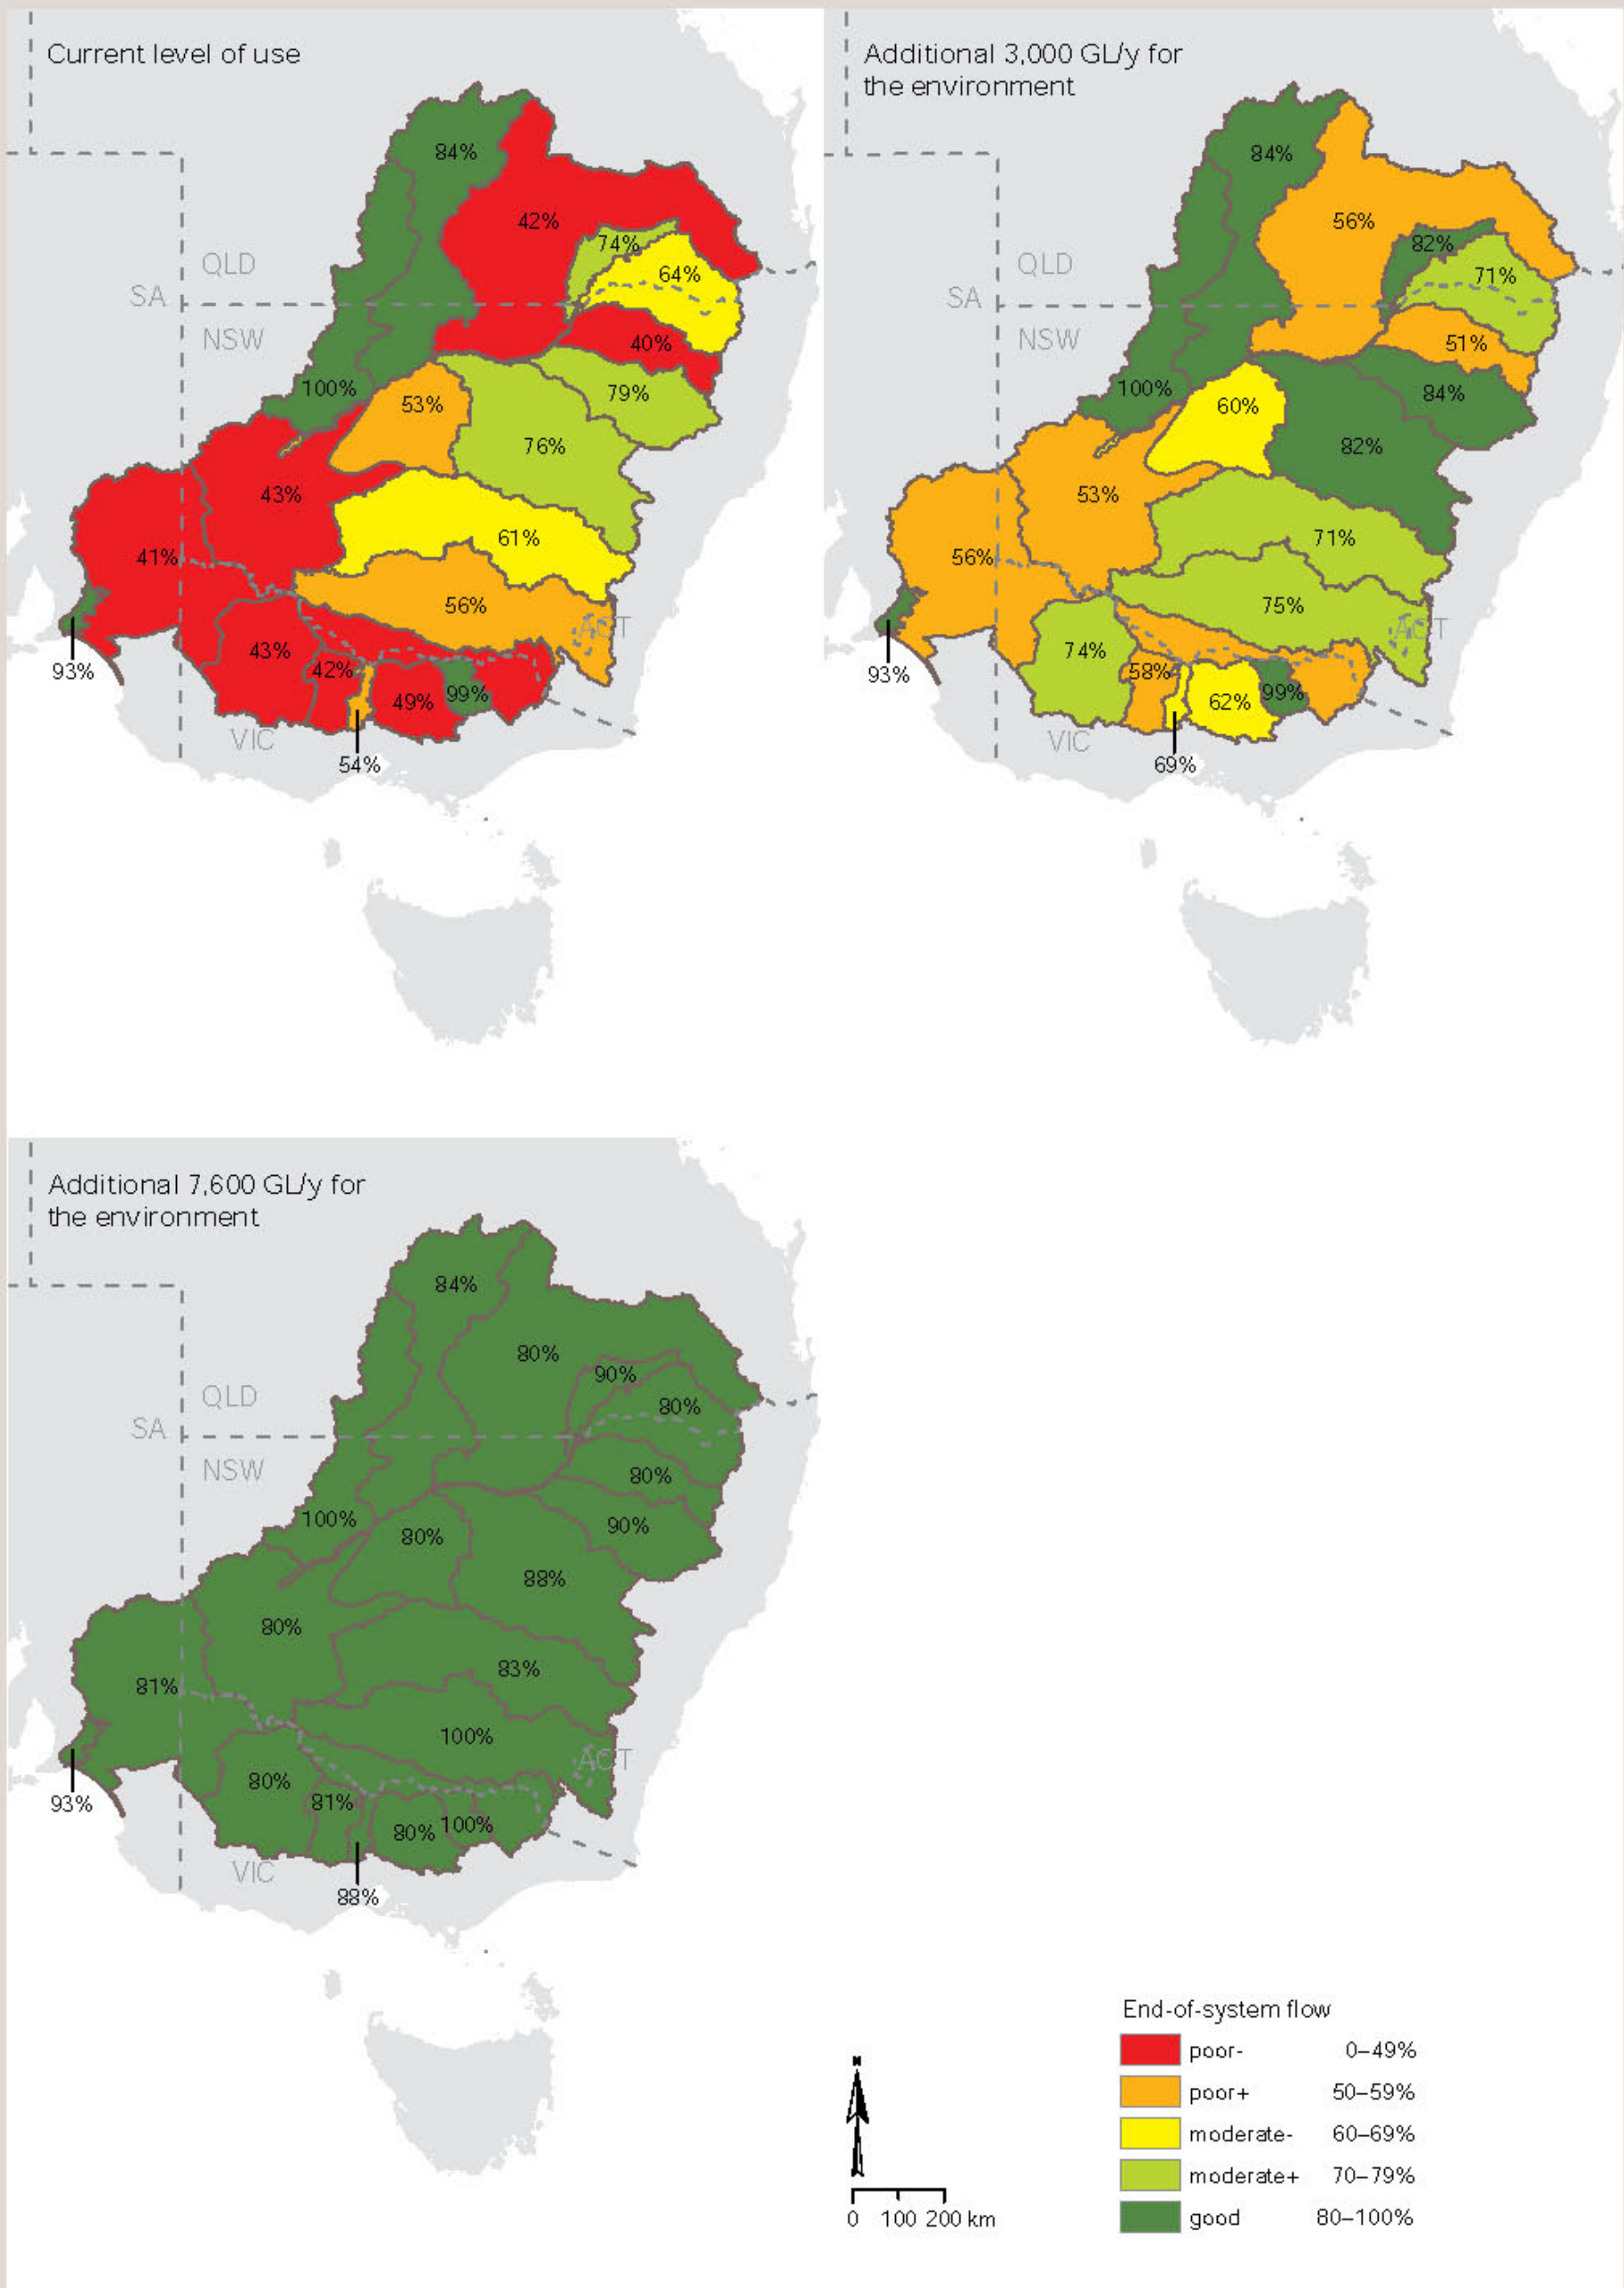 Current level of use
84%
42%
74%
64%
QLD
SA
NSW
40%
100%
53%
79%
76%
43%
61%
41%
56%
ACT
43%
42%
49%
99%
93%
VIC
54%
Additional 3,000 GL/y for
the environment
84%
56%
82%
71%
QLD
SA
NSW
51%
100%
60%
84%
82%
53%
71%
56%
75%
ACT
74%
58%
62%
99%
93%
VIC
69%
Additional 7,600 GL/y for
the environment
84%
80%
90%
80%
QLD
SA
NSW
80%
100%
80%
90%
88%
80%
83%
81%
100%
ACT
80%
81%
80%
100%
93%
VIC
88%
N
0 100 200 km
End-of-system flow
poor- 0–49%
poor+ 50–59%
moderate- 60–69%
moderate+ 70–79%
good 80–100%